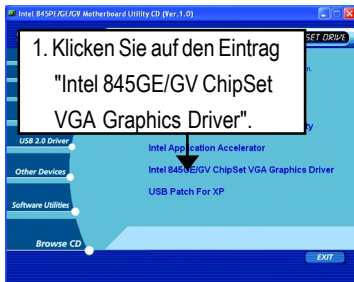 Intel 845PE/GE/GV Motherboard Utility CD (Ver.1.0)
SET DRIVE
1. Klicken Sie auf den Eintrag
"Intel 845GE/GV ChipSet
VGA Graphics Driver".
USB 2.0 Driver
Intel Application Accelerator
Other Devices
Intel 845GE/GV ChipSet VGA Graphics Driver
USB Patch For XP
Software Utilities
Browse CD
EXIT